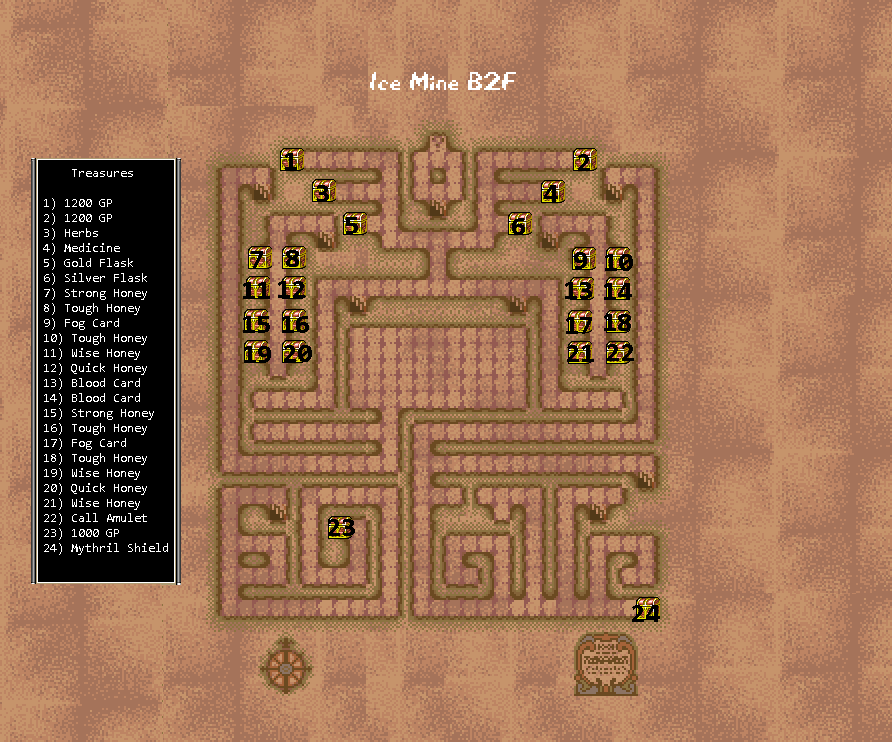 Ice Mine B2F
Treasures
1) 1200 GP
2) 1200 GP
3) Herbs
4) Medicine
5) Gold Flask
6) Silver Flask
7) Strong Honey
8) Tough Honey
9) Fog Card
10) Tough Honey
11) Wise Honey
12) Quick Honey
13) Blood Card
14) Blood Card
15) Strong Honey
16) Tough Honey
17) Fog Card
18) Tough Honey
19) Wise Honey
20) Quick Honey
21) Wise Honey
22) Call Amulet
23) 1000 GP
24) Mythril Shield
1 2
3 4
5 6
7 8 9 10
11 12 13 14
15 16 17 18
19 20 21 22
23
24